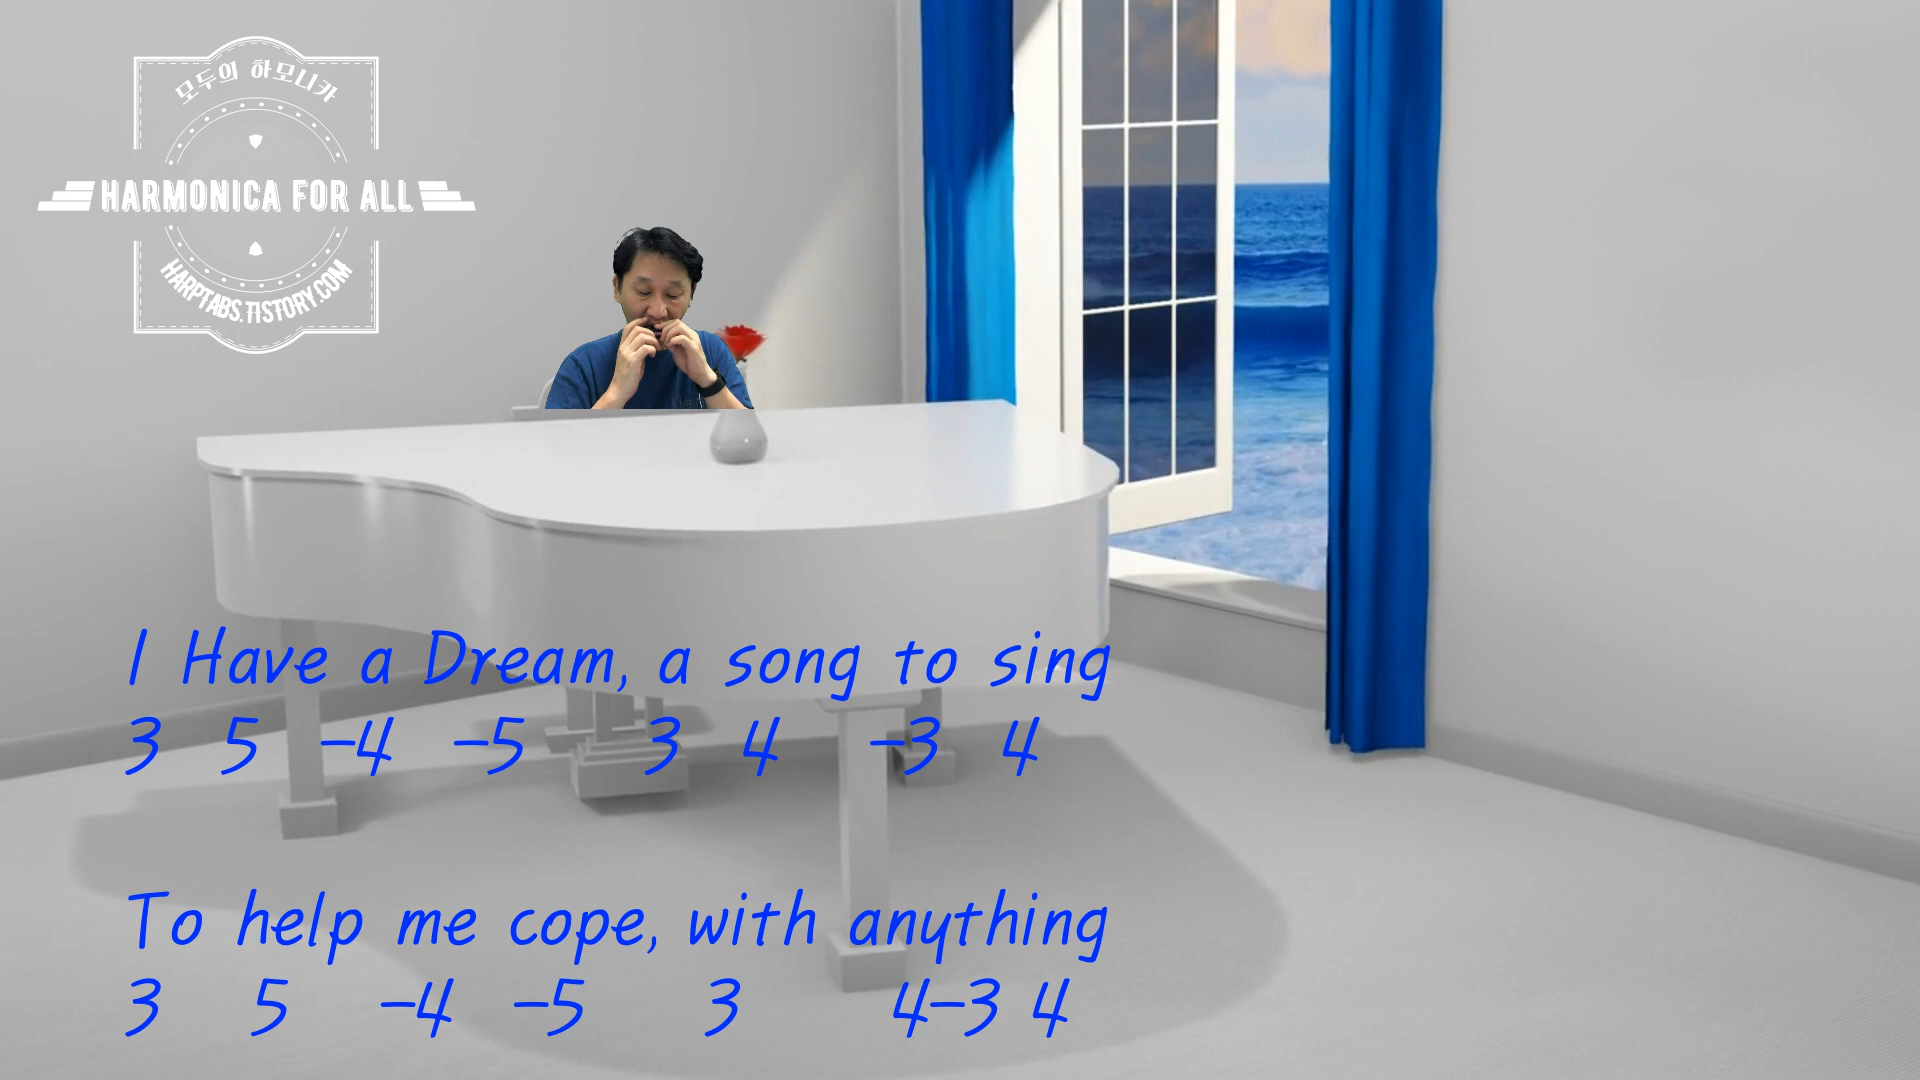 모두의 하모니카
HARMONICA FOR ALL
HARPTABS.TISTORY.COM
I Have a Dream, a song to sing
3 5 -4 -5 3 4 -3 4
To help me cope, with anything
3 5 -4 -5 3 4-3 4